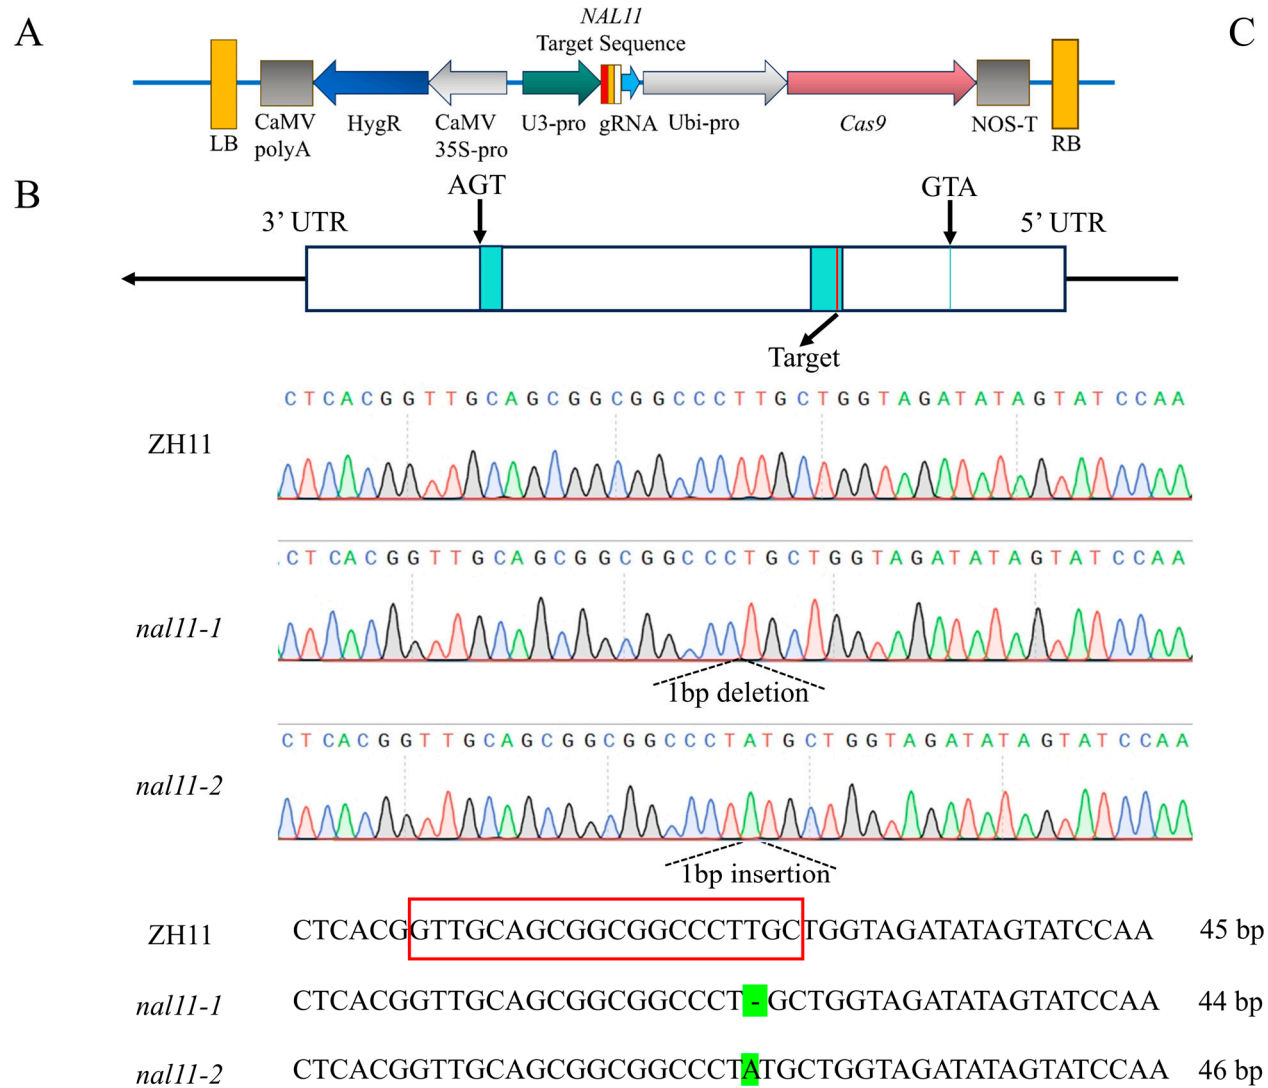 A
C
NAL11
Target Sequence
CaMV
polyA
HygR
CaMV
35S-pro
U3-pro
gRNA
Ubi-pro
Cas9
NOS-T
LB
RB
B
AGT
GTA
3’ UTR
5’ UTR
Target
CTCACGGTTGCAGCGGCGGCCCTTGCTGGTAGATATAGTATCCAA
ZH11
CTCACGGTTGCAGCGGCGGCCCTGCTGGTAGATATAGTATCCAA
nal11-1
1bp deletion
CTCACGGTTGCAGCGGCGGCCCTATGCTGGTAGATATAGTATCCAA
nal11-2
1bp insertion
ZH11 CTCACGGTTGCAGCGGCGGCCCTTGCTGGTAGATATAGTATCCAA 45 bp
nal11-1 CTCACGGTTGCAGCGGCGGCCCT-GCTGGTAGATATAGTATCCAA 44 bp
nal11-2 CTCACGGTTGCAGCGGCGGCCCTATGCTGGTAGATATAGTATCCAA 46 bp